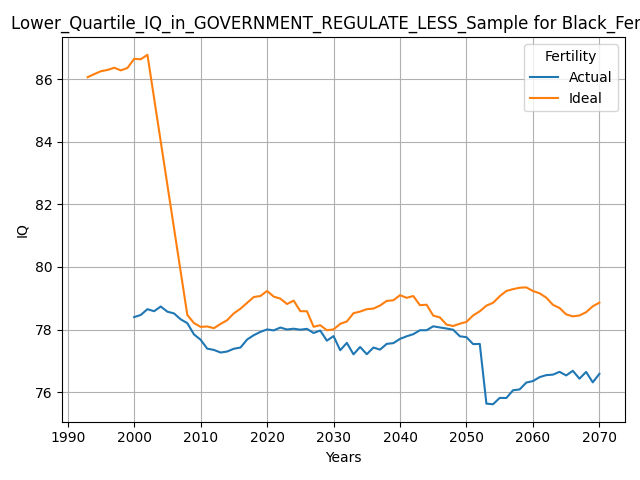 Lower_Quartile_IQ_in_GOVERNMENT_REGULATE_LESS_Sample for Black_Fer
Fertility
Actual
Ideal
86
84
82
80
78
76
IQ
1990 2000 2010 2020 2030 2040 2050 2060 2070
Years